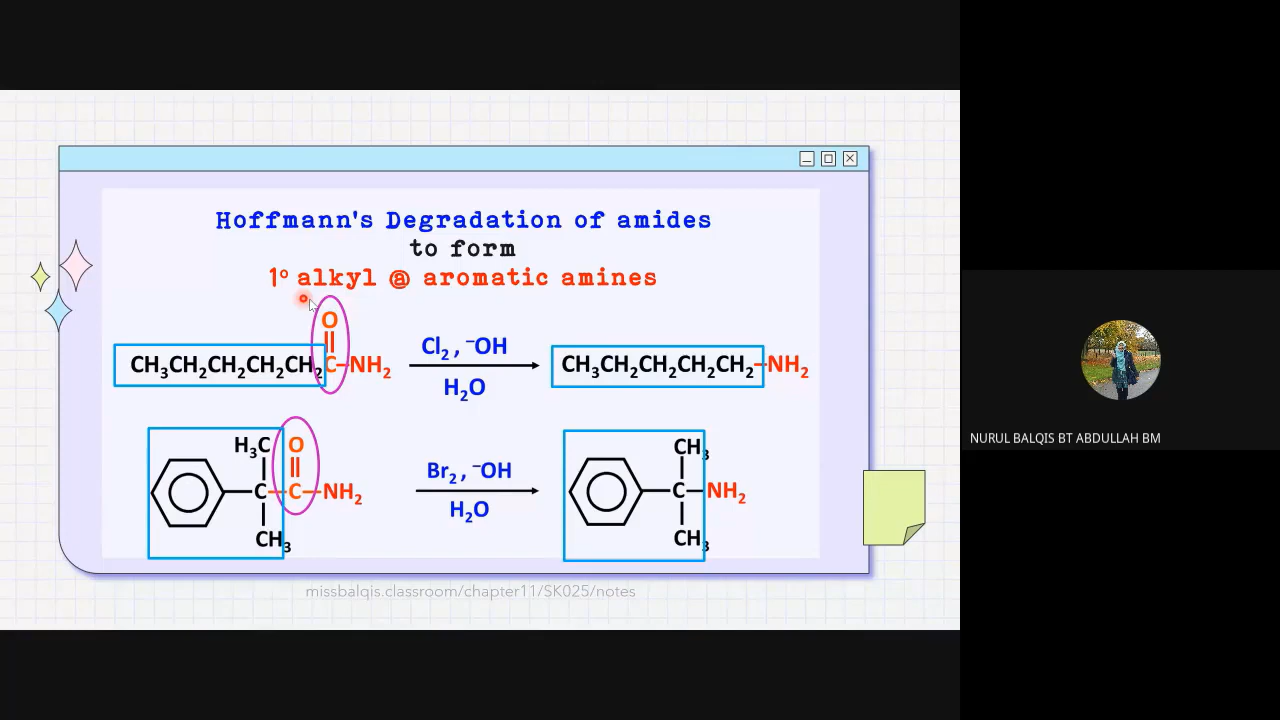 Hoffmann's Degradation of amides
to form
1° alkyl @ aromatic amines
O
CH₃CH₂CH₂CH₂CH₂C–NH₂
Cl₂ , ⁻OH
H₂O
CH₃CH₂CH₂CH₂CH₂–NH₂
H₃C
O
C–C–NH₂
CH₃
Br₂ , ⁻OH
H₂O
CH₃
C–NH₂
CH₃
NURUL BALQIS BT ABDULLAH BM
missbalqis.classroom/chapter11/SK025/notes